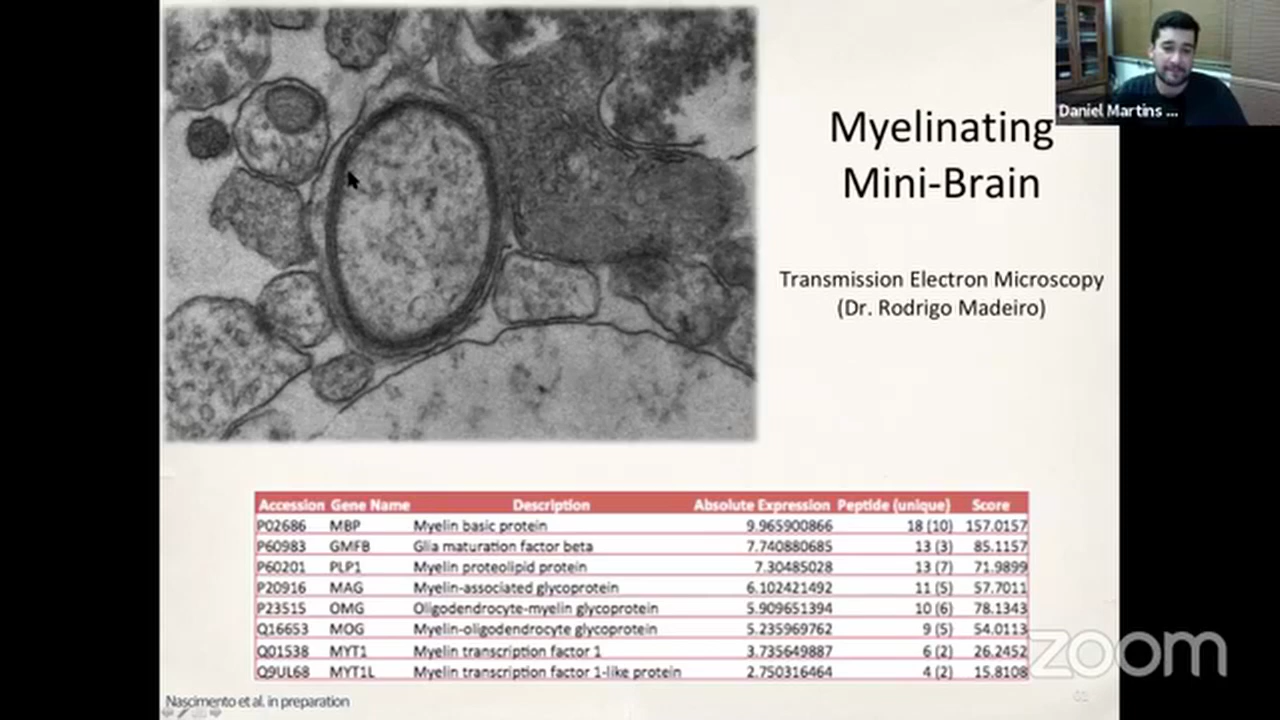 Myelinating
Mini-Brain
Daniel Martins ...
Transmission Electron Microscopy
(Dr. Rodrigo Madeiro)
Accession Gene Name Description Absolute Expression Peptide (unique) Score
P02686 MBP Myelin basic protein 9.965900866 18 (10) 157.0157
P60983 GMFB Glia maturation factor beta 7.740880685 13 (3) 85.1157
P60201 PLP1 Myelin proteolipid protein 7.30485028 13 (7) 71.9899
P20916 MAG Myelin-associated glycoprotein 6.102421492 11 (5) 57.7011
P23515 OMG Oligodendrocyte-myelin glycoprotein 5.909651394 10 (6) 78.1343
Q16653 MOG Myelin-oligodendrocyte glycoprotein 5.235969762 9 (5) 54.0113
Q01538 MYT1 Myelin transcription factor 1 3.735649887 6 (2) 26.2452
Q9UL68 MYT1L Myelin transcription factor 1-like protein 2.750316464 4 (2) 15.8108
zoom
Nascimento et al. in preparation